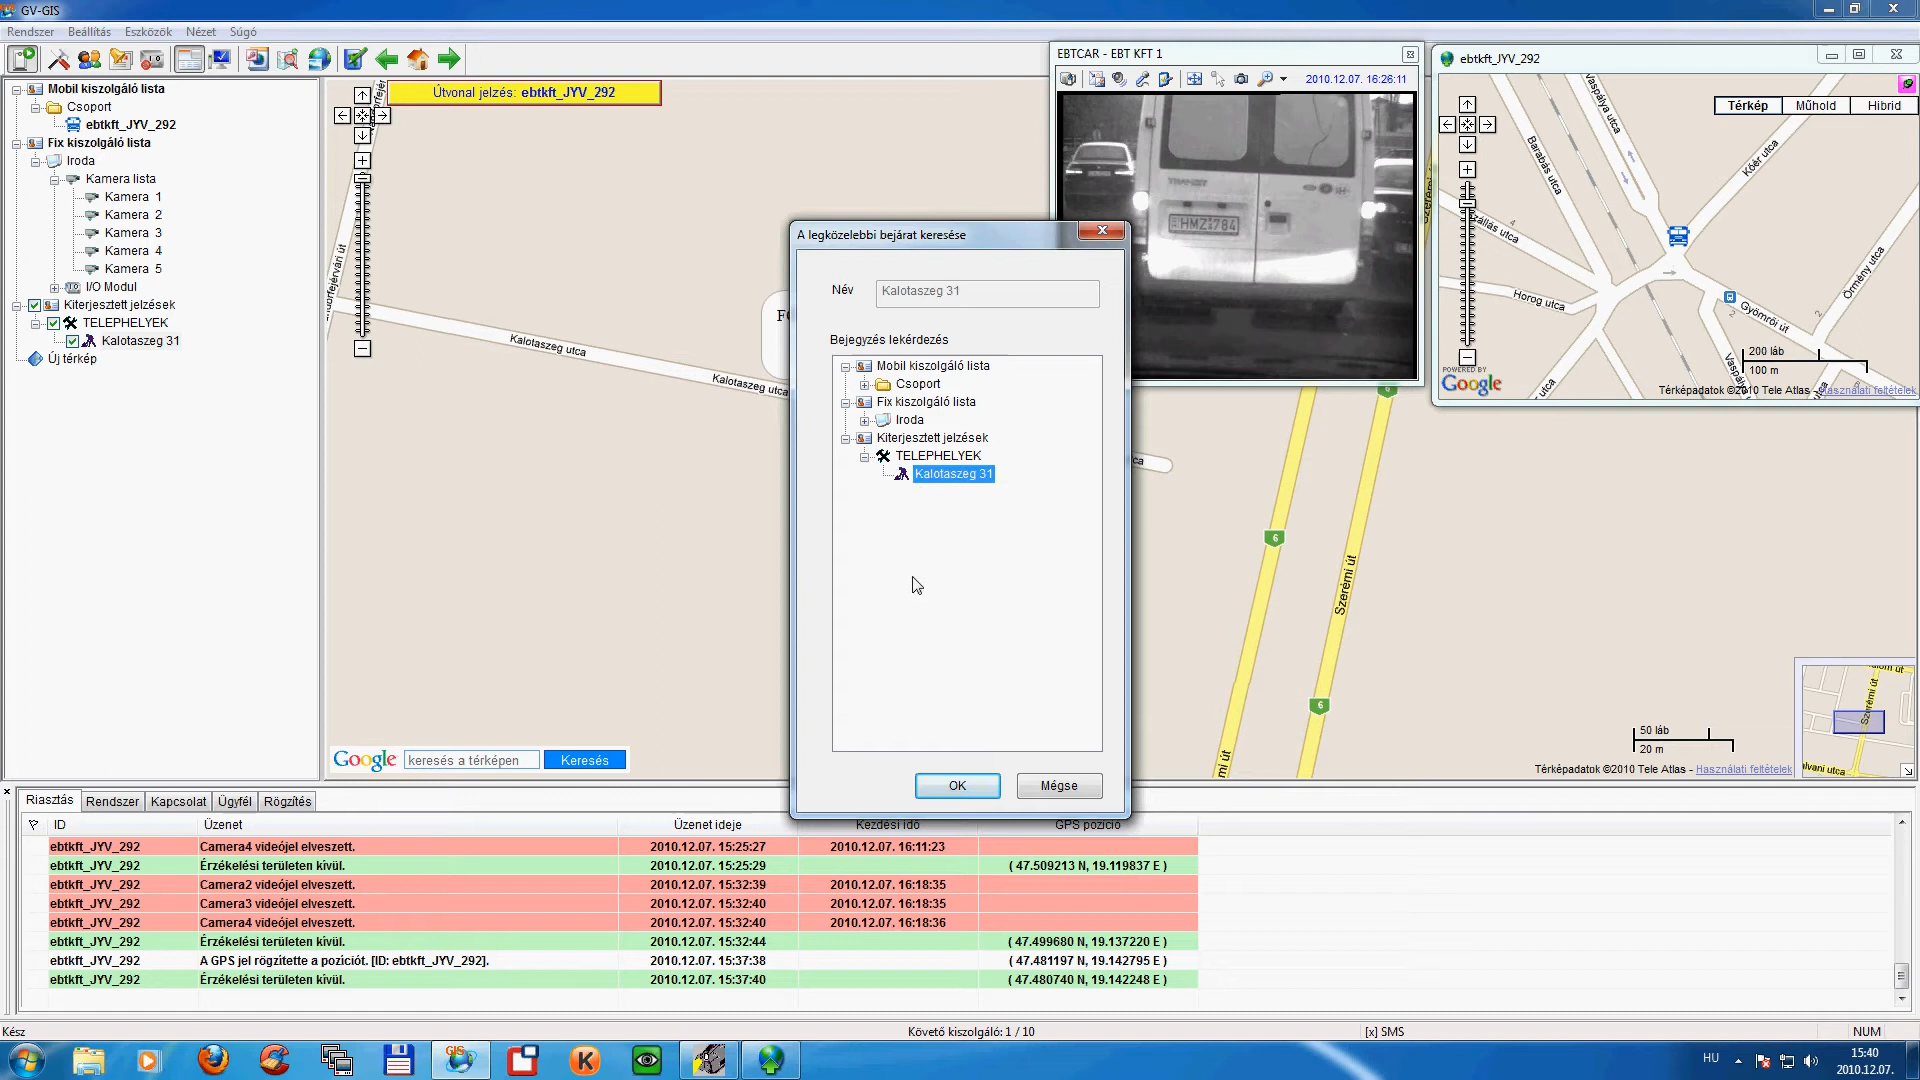 GV-GIS
Rendszer Beállítás Eszközök Nézet Súgó
Mobil kiszolgáló lista
Csoport
ebtkft_JYV_292
Fix kiszolgáló lista
Iroda
Kamera lista
Kamera 1
Kamera 2
Kamera 3
Kamera 4
Kamera 5
I/O Modul
Kiterjesztett jelzések
TELEPHELYEK
Kalotaszeg 31
Új térkép
Útvonal jelzés: ebtkft_JYV_292
Kalotaszeg utca
Kalotaszeg utca
6
6
Szerémi út
mi út
Google
keresés a térképen
Keresés
50 láb
20 m
Térképadatok ©2010 Tele Atlas - Használati feltételek
Szerémi út
EBTCAR - EBT KFT 1
2010.12.07. 16:26:11
TRANSIT
HMZ-784
ebtkft_JYV_292
Térkép Műhold Hibrid
Vaspálya utca
Barabás utca
Kőér utca
Horog utca
Gyömrői út
Örmény utca
200 láb
100 m
POWERED BY
Google
Térképadatok ©2010 Tele Atlas - Használati feltételek
A legközelebbi bejárat keresése
Név Kalotaszeg 31
Bejegyzés lekérdezés
Mobil kiszolgáló lista
Csoport
Fix kiszolgáló lista
Iroda
Kiterjesztett jelzések
TELEPHELYEK
Kalotaszeg 31
OK Mégse
Riasztás Rendszer Kapcsolat Ügyfél Rögzítés
ID Üzenet Üzenet ideje Kezdési idő GPS pozíció
ebtkft_JYV_292 Camera4 videójel elveszett. 2010.12.07. 15:25:27 2010.12.07. 16:11:23
ebtkft_JYV_292 Érzékelési területen kívül. 2010.12.07. 15:25:29 ( 47.509213 N, 19.119837 E )
ebtkft_JYV_292 Camera2 videójel elveszett. 2010.12.07. 15:32:39 2010.12.07. 16:18:35
ebtkft_JYV_292 Camera3 videójel elveszett. 2010.12.07. 15:32:40 2010.12.07. 16:18:35
ebtkft_JYV_292 Camera4 videójel elveszett. 2010.12.07. 15:32:40 2010.12.07. 16:18:36
ebtkft_JYV_292 Érzékelési területen kívül. 2010.12.07. 15:32:44 ( 47.499680 N, 19.137220 E )
ebtkft_JYV_292 A GPS jel rögzítette a pozíciót. [ID: ebtkft_JYV_292]. 2010.12.07. 15:37:38 ( 47.481197 N, 19.142795 E )
ebtkft_JYV_292 Érzékelési területen kívül. 2010.12.07. 15:37:40 ( 47.480740 N, 19.142248 E )
Kész Követő kiszolgáló: 1 / 10 [x] SMS NUM
GIS
K
HU
15:40
2010.12.07.